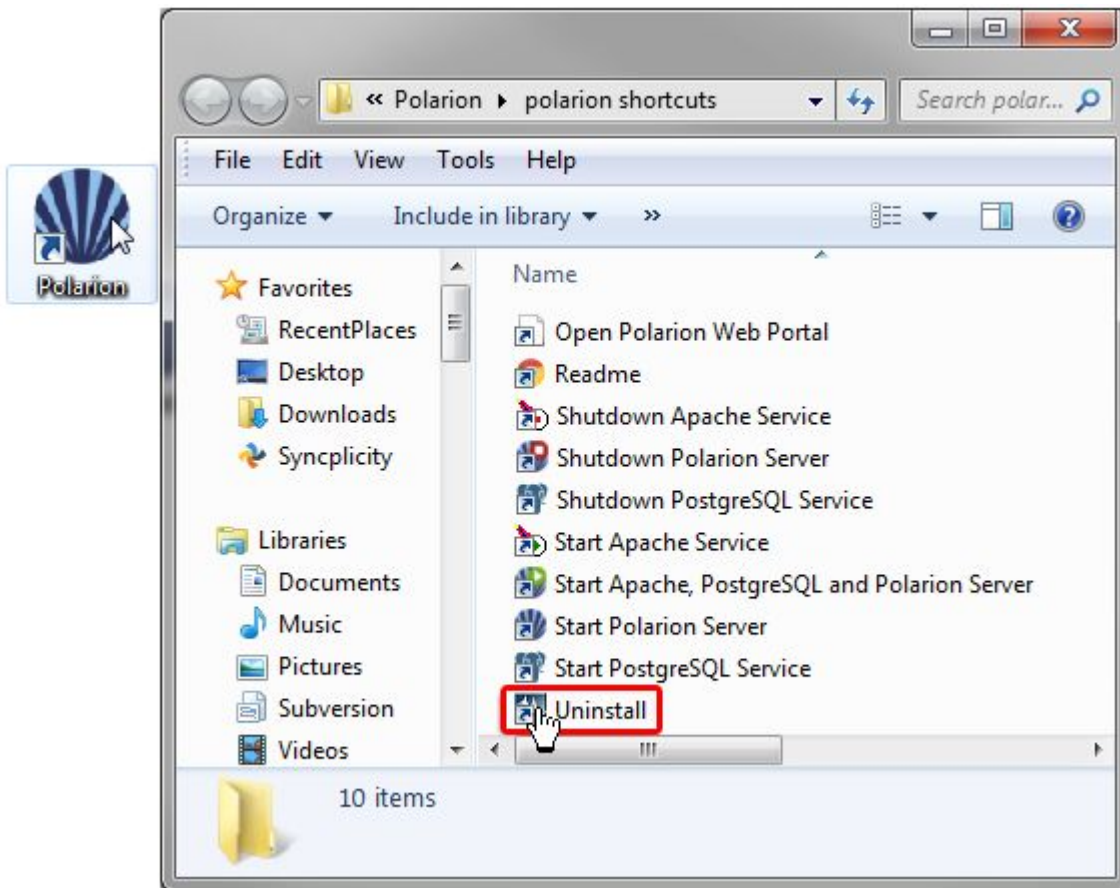 « Polarion ▸ polarion shortcuts
Search polar...
File Edit View Tools Help
Organize Include in library »
Polarion
Favorites
RecentPlaces
Desktop
Downloads
Syncplicity
Libraries
Documents
Music
Pictures
Subversion
Videos
Name
Open Polarion Web Portal
Readme
Shutdown Apache Service
Shutdown Polarion Server
Shutdown PostgreSQL Service
Start Apache Service
Start Apache, PostgreSQL and Polarion Server
Start Polarion Server
Start PostgreSQL Service
Uninstall
10 items